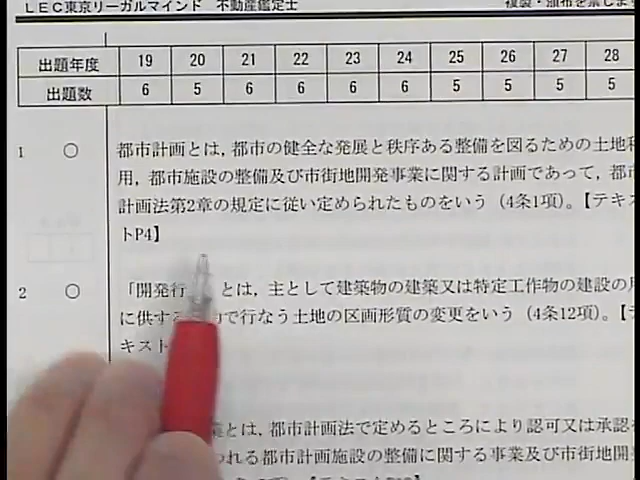 LEC東京リーガルマインド 不動産鑑定士 複製・頒布を禁じます
出題年度 19 20 21 22 23 24 25 26 27 28
出題数 6 5 6 6 6 6 5 5 5 5
1 ○ 都市計画とは,都市の健全な発展と秩序ある整備を図るための土地利
用,都市施設の整備及び市街地開発事業に関する計画であって,都市
計画法第2章の規定に従い定められたものをいう(4条1項)。【テキス
トP4】
2 ○ 「開発行 とは,主として建築物の建築又は特定工作物の建設の用
に供する で行なう土地の区画形質の変更をいう(4条12項)。【テ
キスト
とは,都市計画法で定めるところにより認可又は承認を
われる都市計画施設の整備に関する事業及び市街地開